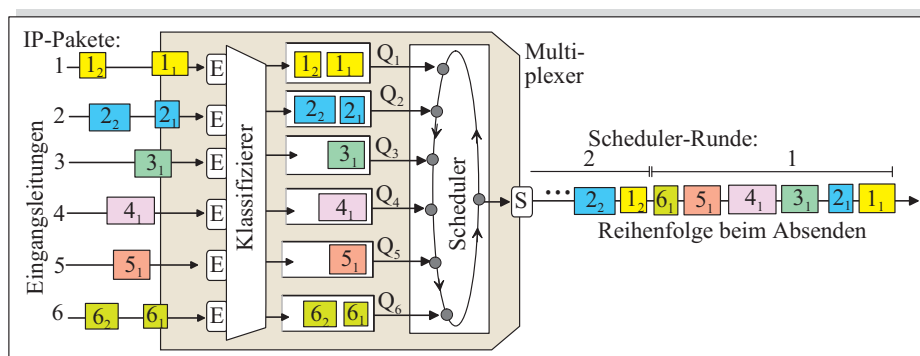 IP-Pakete:
Eingangsleitungen
1 1₂ 1₁ E
2 2₂ 2₁ E
3 3₁ E
4 4₁ E
5 5₁ E
6 6₂ 6₁ E
Klassifizierer
1₂ 1₁ Q₁
2₂ 2₁ Q₂
3₁ Q₃
4₁ Q₄
5₁ Q₅
6₂ 6₁ Q₆
Scheduler
Multi-
plexer
S
Scheduler-Runde:
2 1
••• 2₂ 1₂ 6₁ 5₁ 4₁ 3₁ 2₁ 1₁
Reihenfolge beim Absenden